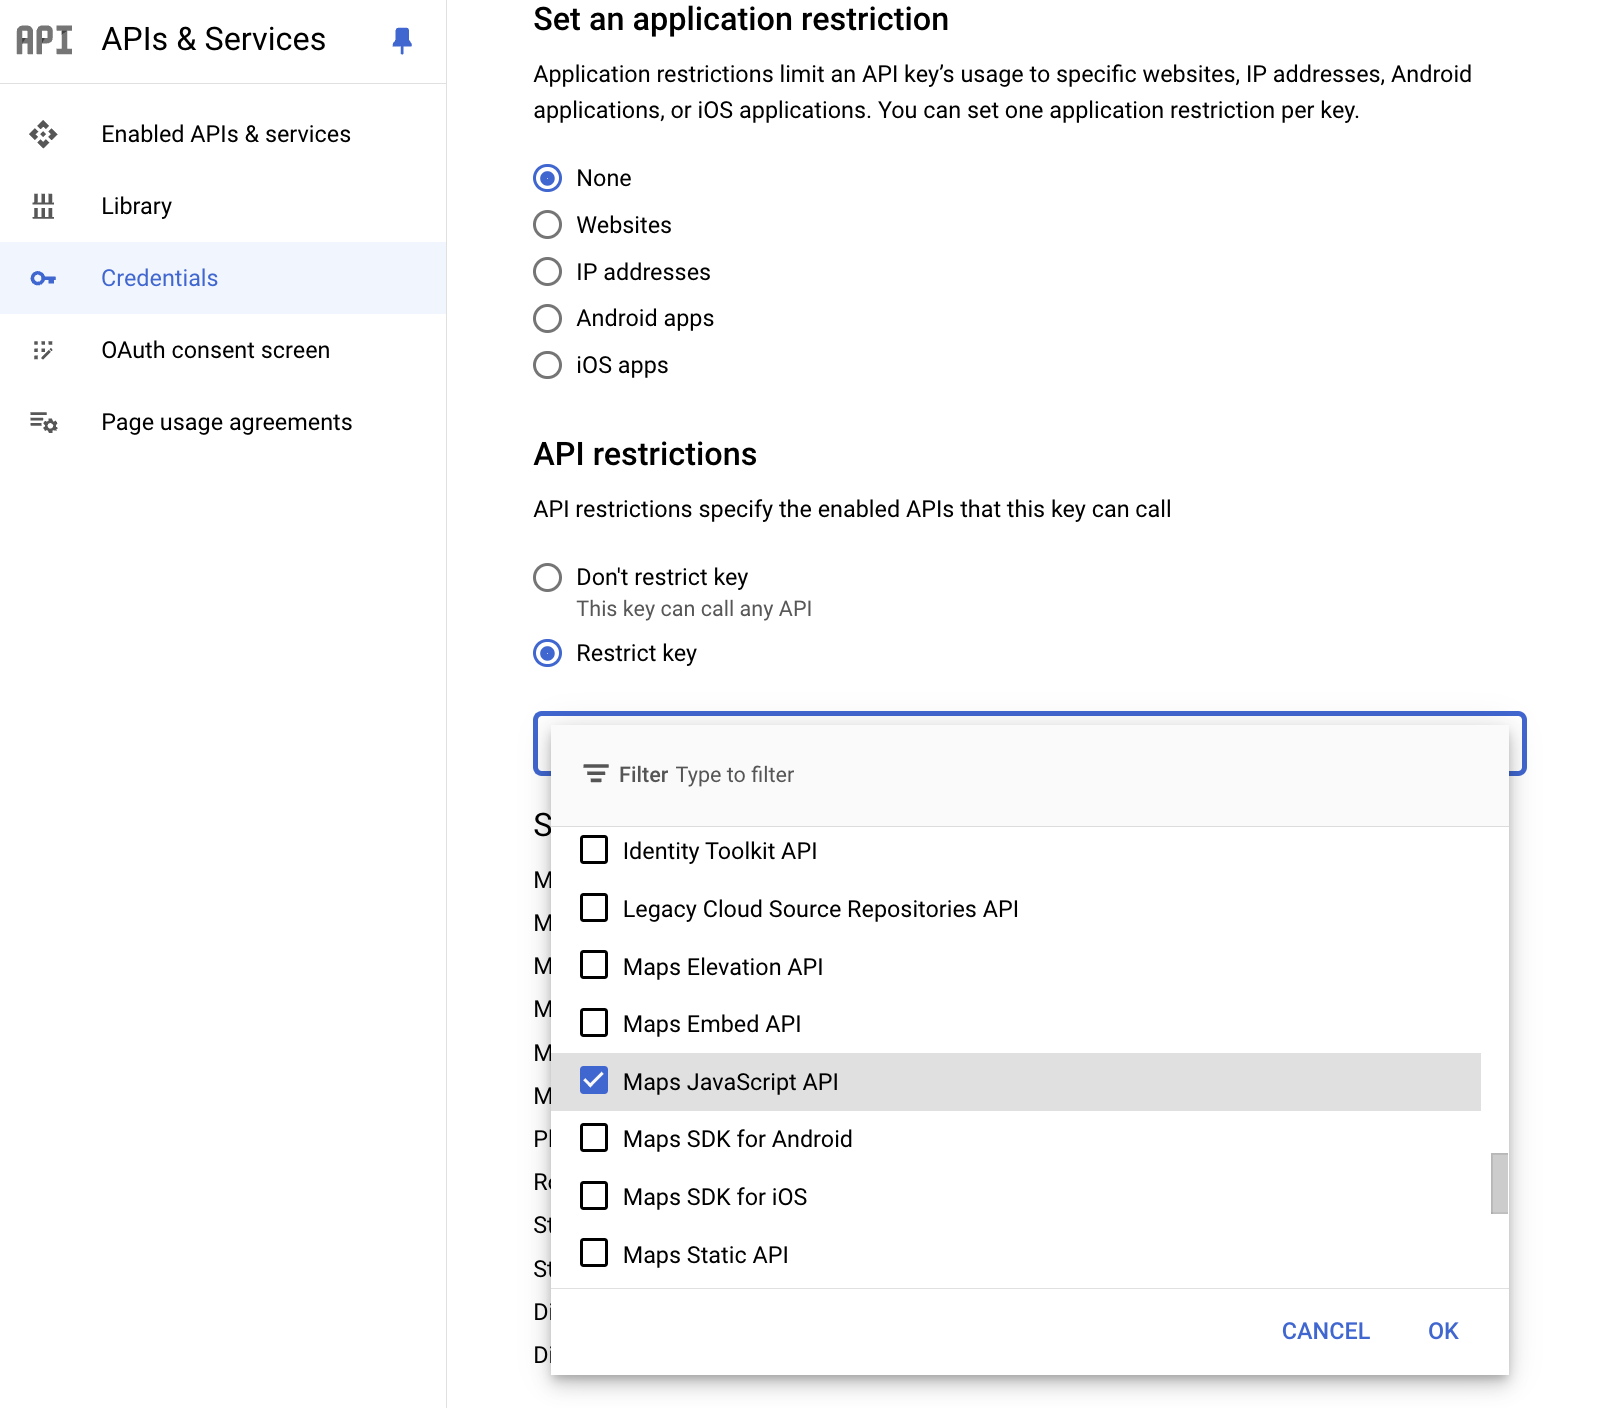 API APIs & Services
Enabled APIs & services
Library
Credentials
OAuth consent screen
Page usage agreements
Set an application restriction
Application restrictions limit an API key’s usage to specific websites, IP addresses, Android
applications, or iOS applications. You can set one application restriction per key.
None
Websites
IP addresses
Android apps
iOS apps
API restrictions
API restrictions specify the enabled APIs that this key can call
Don't restrict key
This key can call any API
Restrict key
Filter Type to filter
Identity Toolkit API
Legacy Cloud Source Repositories API
Maps Elevation API
Maps Embed API
Maps JavaScript API
Maps SDK for Android
Maps SDK for iOS
Maps Static API
CANCEL OK